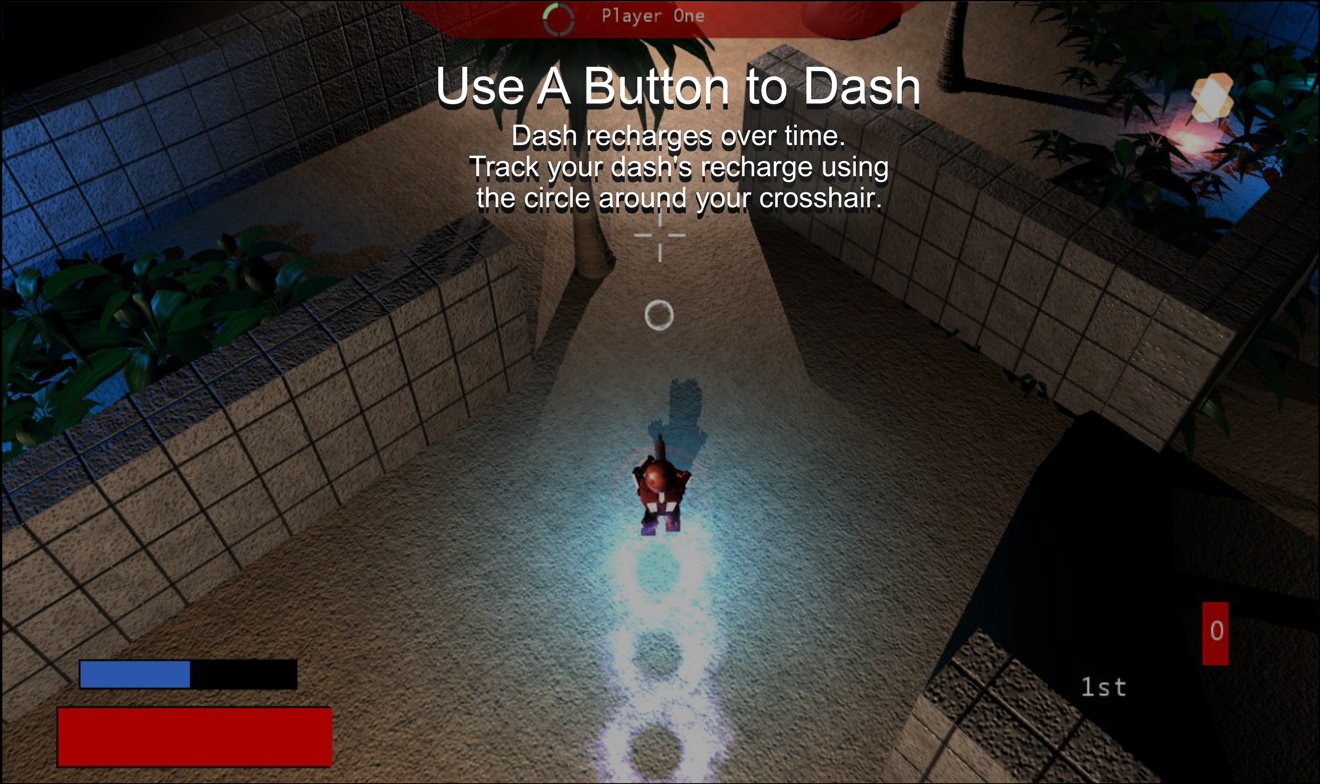 Player One
Use A Button to Dash
Dash recharges over time.
Track your dash's recharge using
the circle around your crosshair.
0
1st